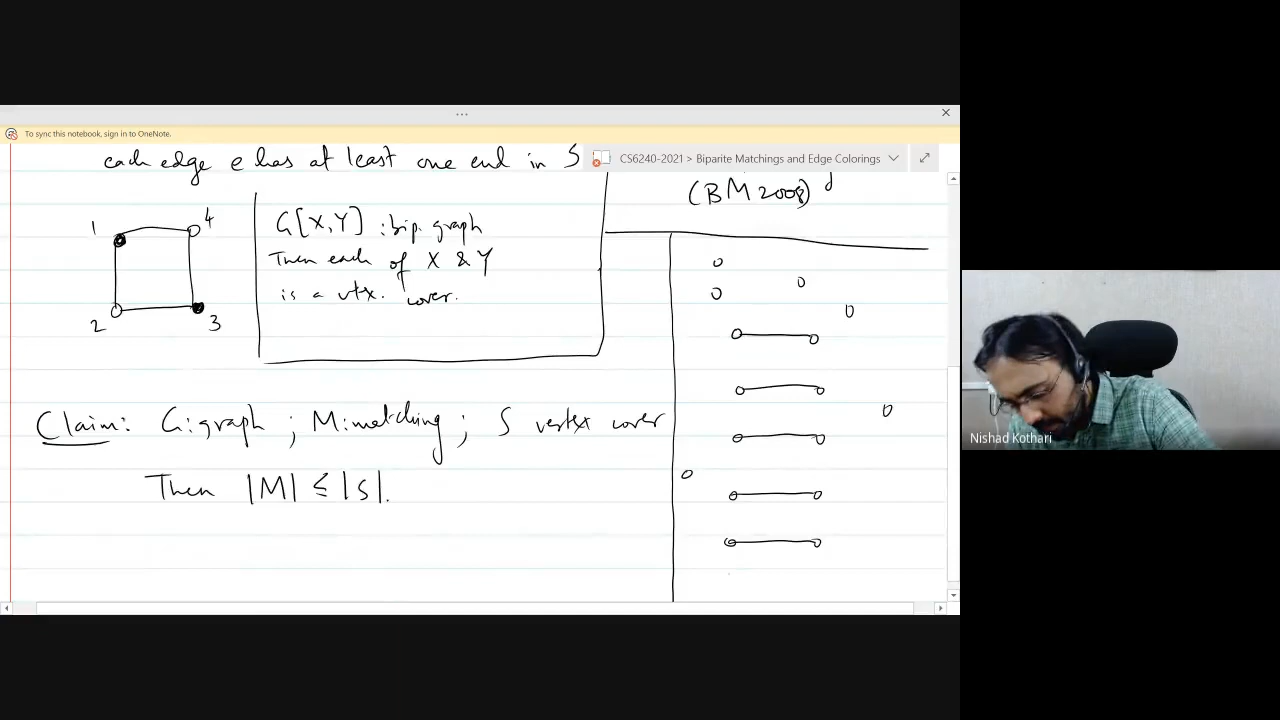 To sync this notebook, sign in to OneNote.
each edge e has at least one end in S
CS6240-2021 > Biparite Matchings and Edge Colorings
(BM 2008)
1
4
2
3
G[X,Y] : bip. graph
Then each of X & Y
is a vtx. cover.
Claim: G: graph ; M: matching ; S vertex cover
Then |M| ≤ |S|.
Nishad Kothari